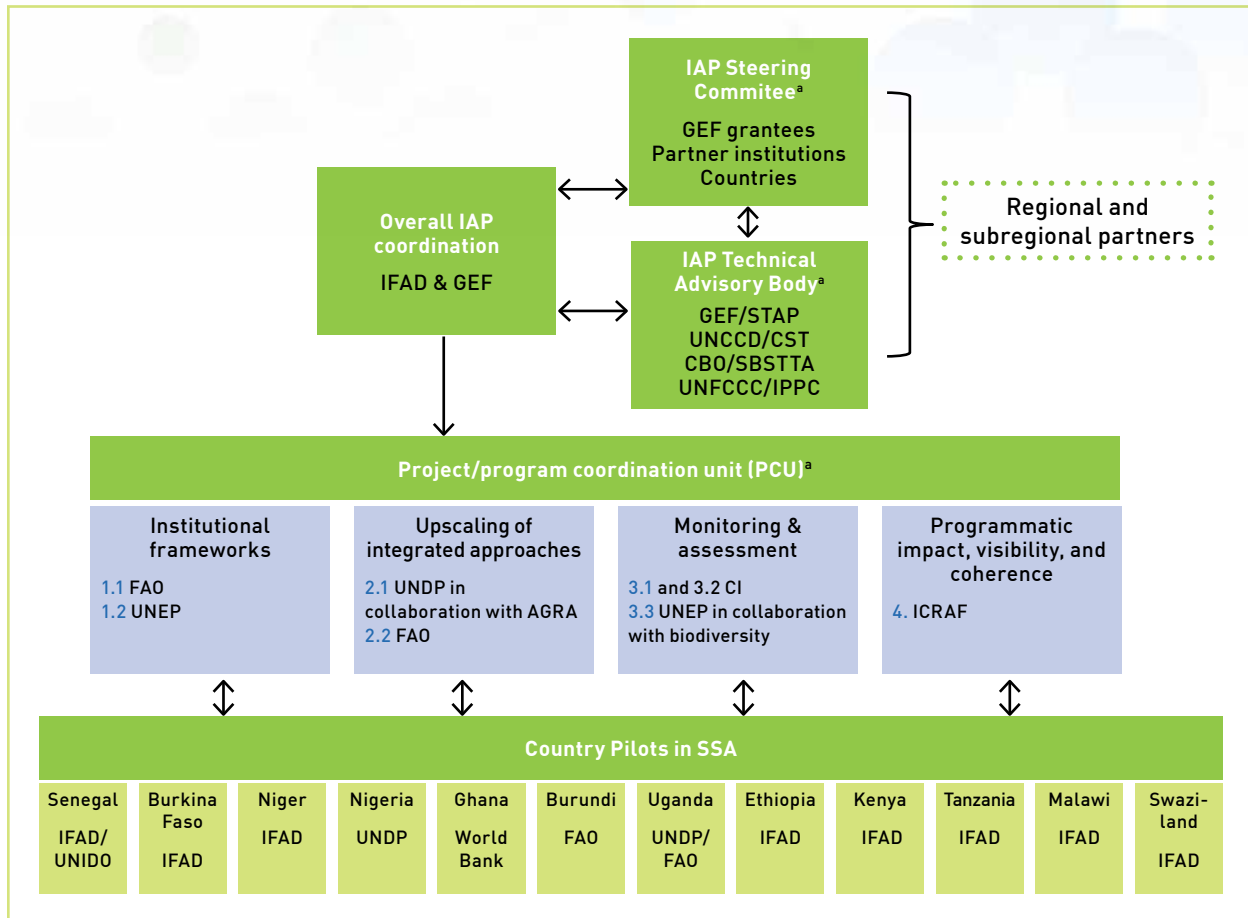 IAP Steering
Commiteeᵃ
GEF grantees
Partner institutions
Countries
Overall IAP
coordination
IFAD & GEF
Regional and
subregional partners
IAP Technical
Advisory Bodyᵃ
GEF/STAP
UNCCD/CST
CBO/SBSTTA
UNFCCC/IPPC
Project/program coordination unit (PCU)ᵃ
Institutional
frameworks
1.1 FAO
1.2 UNEP
Upscaling of
integrated approaches
2.1 UNDP in
collaboration with AGRA
2.2 FAO
Monitoring &
assessment
3.1 and 3.2 CI
3.3 UNEP in collaboration
with biodiversity
Programmatic
impact, visibility, and
coherence
4. ICRAF
Country Pilots in SSA
Senegal
IFAD/
UNIDO
Burkina
Faso
IFAD
Niger
IFAD
Nigeria
UNDP
Ghana
World
Bank
Burundi
FAO
Uganda
UNDP/
FAO
Ethiopia
IFAD
Kenya
IFAD
Tanzania
IFAD
Malawi
IFAD
Swazi-
land
IFAD